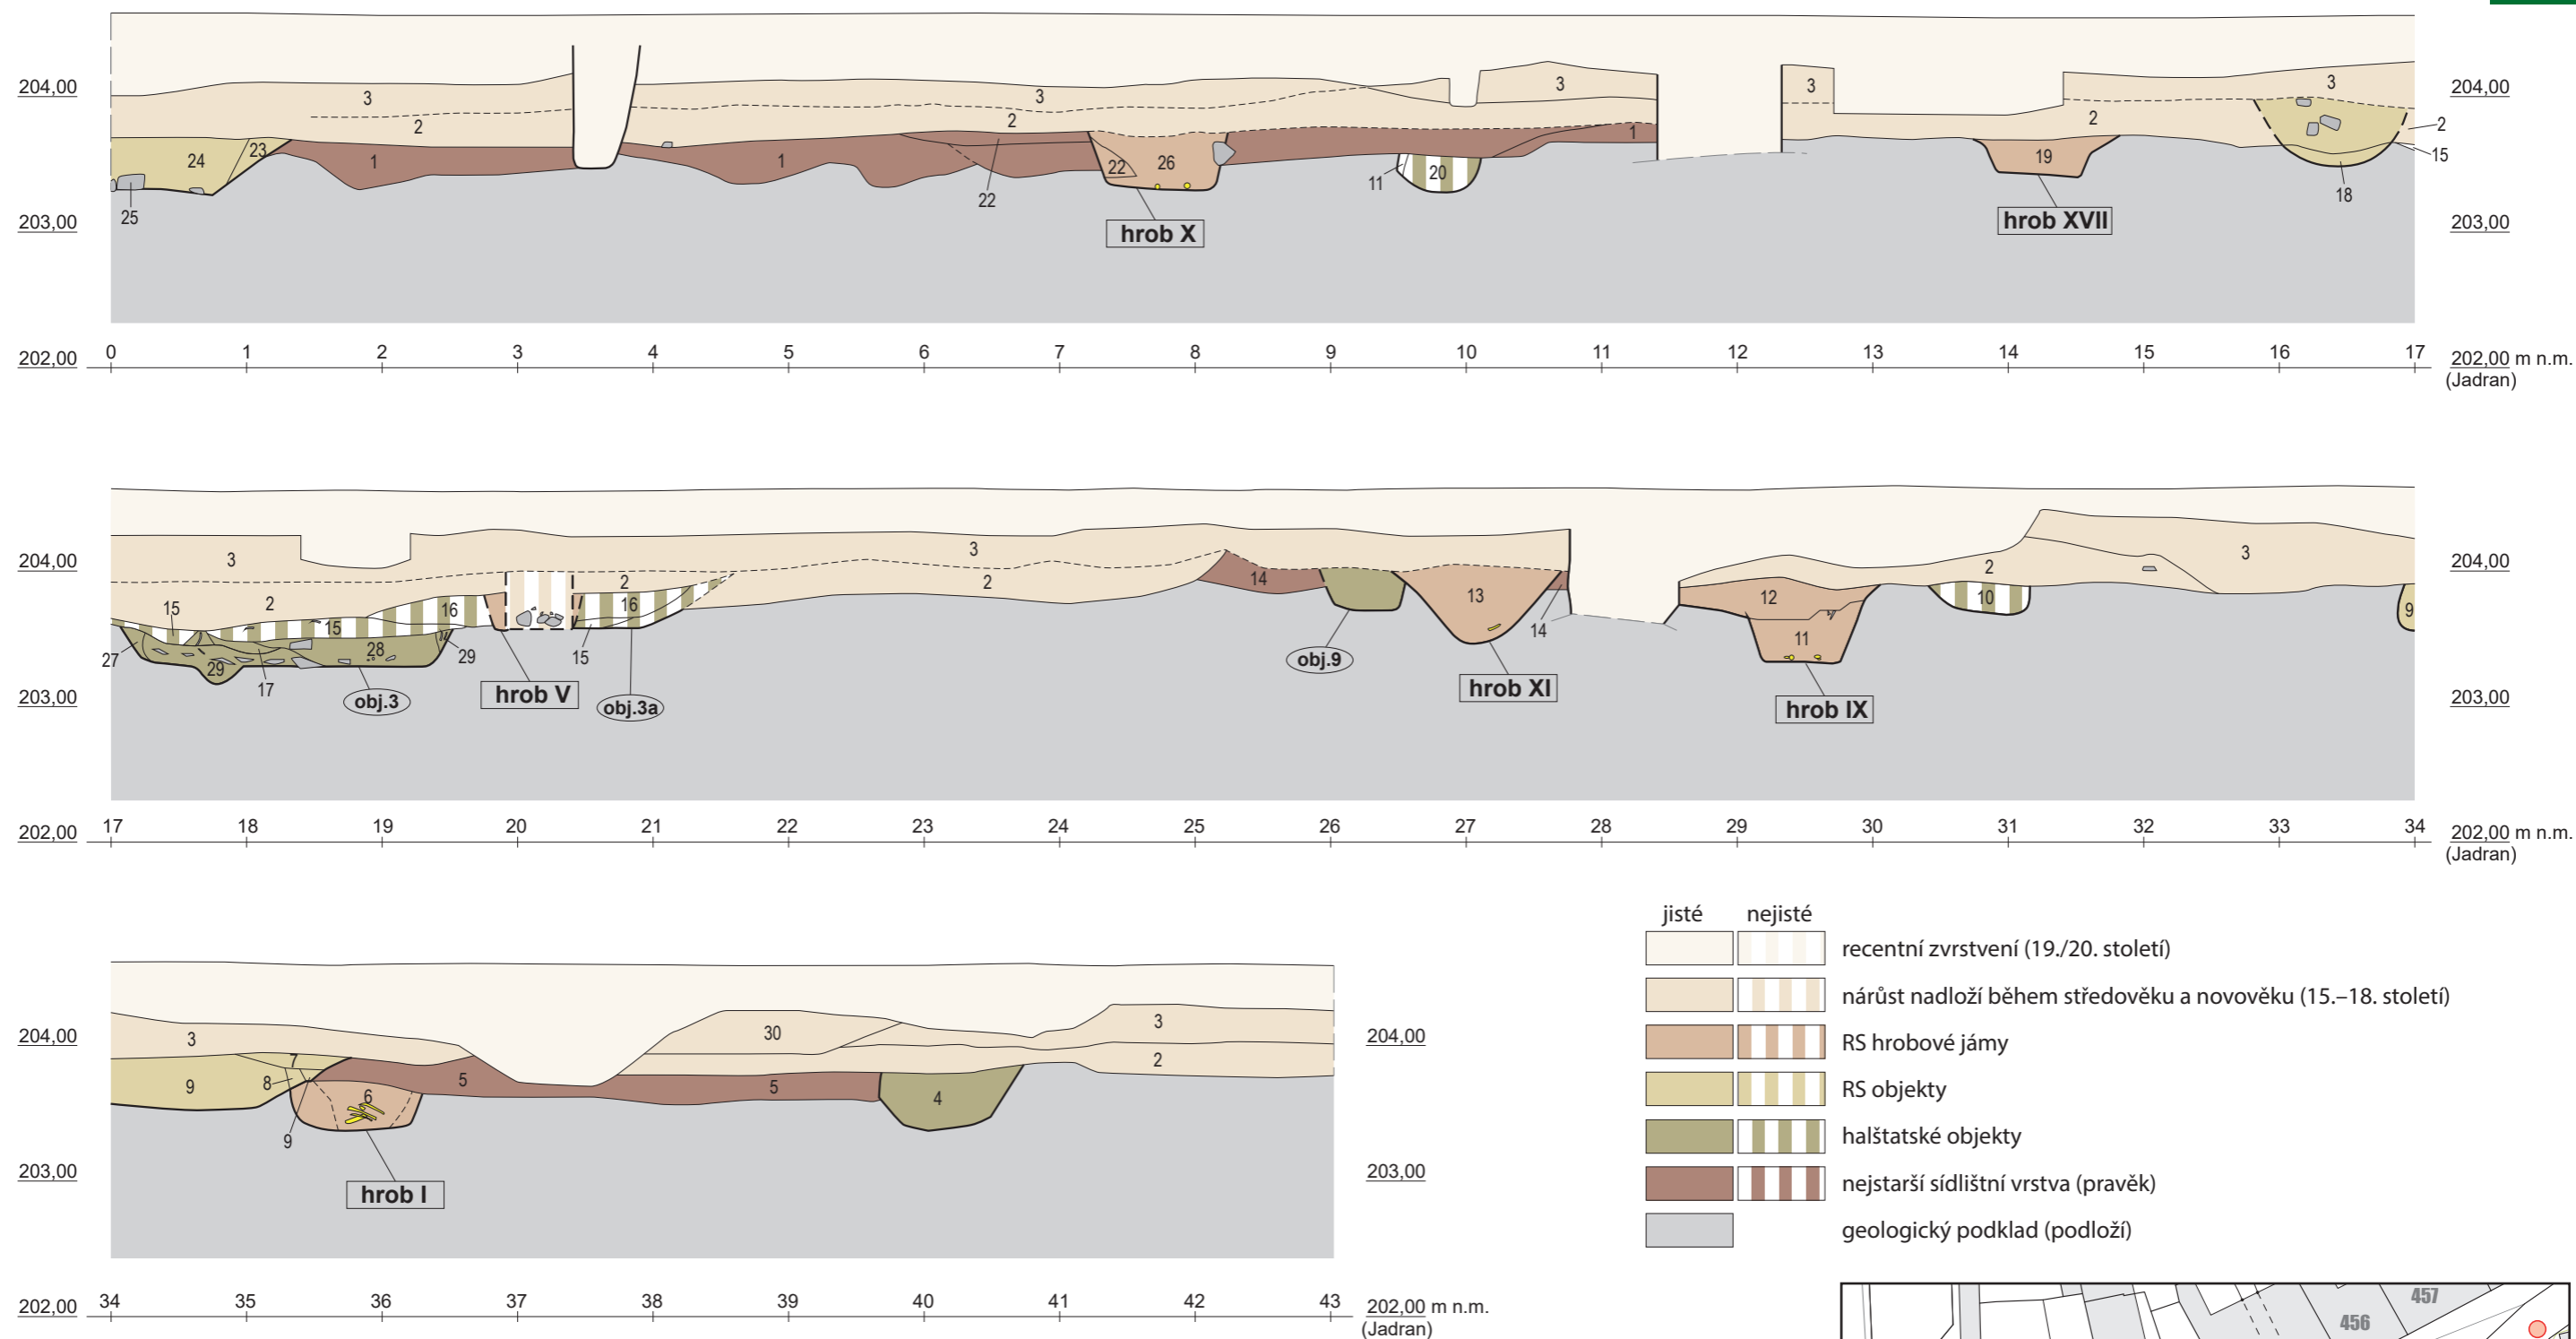 3 3 3 3
204,00 204,00
3 2 2 2 2
24 23 1 1 22 26 22 1 11 20 19 15 18
25
203,00 hrob X hrob XVII 203,00
0 1 2 3 4 5 6 7 8 9 10 11 12 13 14 15 16 17
202,00 202,00 m n.m.
(Jadran)
3 3 3
204,00 204,00
2 2 2 2
15 15 16 16 14 13 12 10 9
27 29 17 28 29 15 14 11
obj.3 hrob V obj.3a obj.9 hrob XI hrob IX
203,00 203,00
17 18 19 20 21 22 23 24 25 26 27 28 29 30 31 32 33 34
202,00 202,00 m n.m.
(Jadran)
jisté nejisté
recentní zvrstvení (19./20. století)
nárůst nadloží během středověku a novověku (15.–18. století)
RS hrobové jámy
RS objekty
halštatské objekty
nejstarší sídlištní vrstva (pravěk)
geologický podklad (podloží)
3 30 3
204,00 204,00
7 2
9 8 6 5 5 4
9
203,00 hrob I 203,00
34 35 36 37 38 39 40 41 42 43
202,00 202,00 m n.m.
(Jadran)
457
456